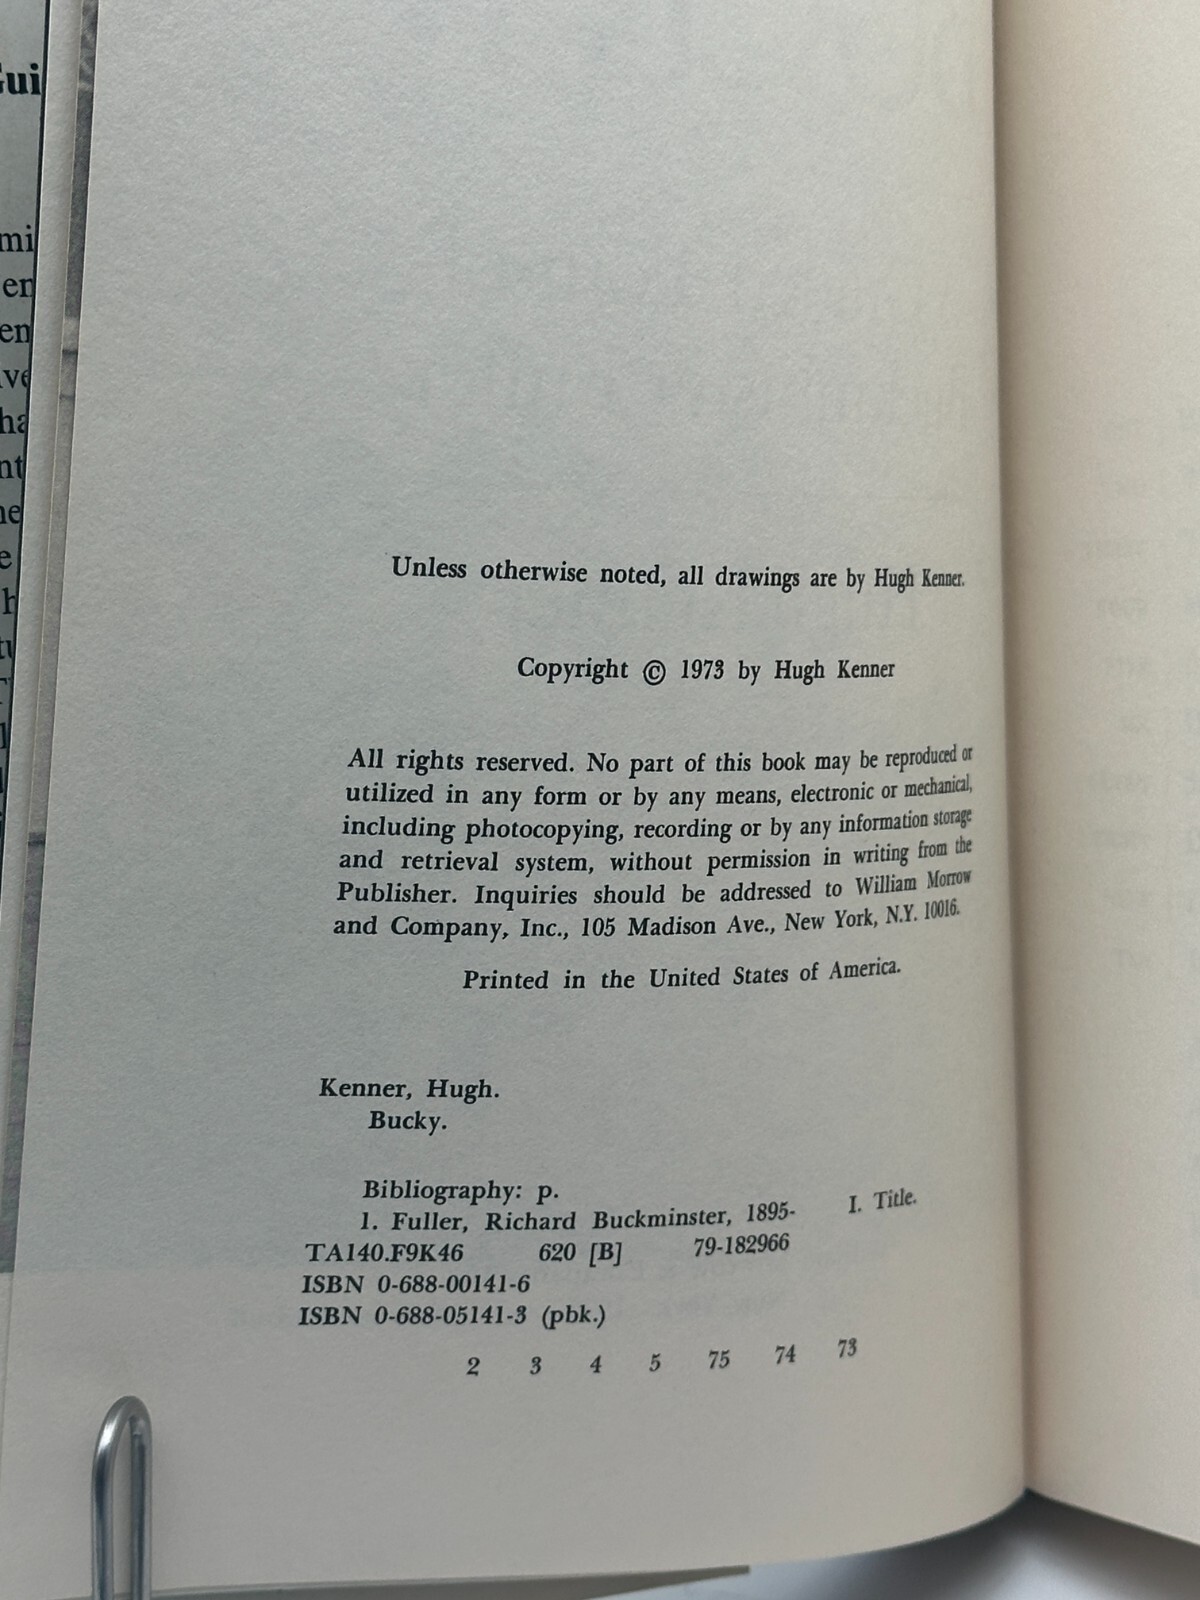 Unless otherwise noted, all drawings are by Hugh Kenner.
Copyright © 1973 by Hugh Kenner
All rights reserved. No part of this book may be reproduced or
utilized in any form or by any means, electronic or mechanical,
including photocopying, recording or by any information storage
and retrieval system, without permission in writing from the
Publisher. Inquiries should be addressed to William Morrow
and Company, Inc., 105 Madison Ave., New York, N.Y. 10016.
Printed in the United States of America.
Kenner, Hugh.
Bucky.
Bibliography: p.
1. Fuller, Richard Buckminster, 1895- I. Title.
TA140.F9K46 620 [B] 79-182966
ISBN 0-688-00141-6
ISBN 0-688-05141-3 (pbk.)
2 3 4 5 75 74 73